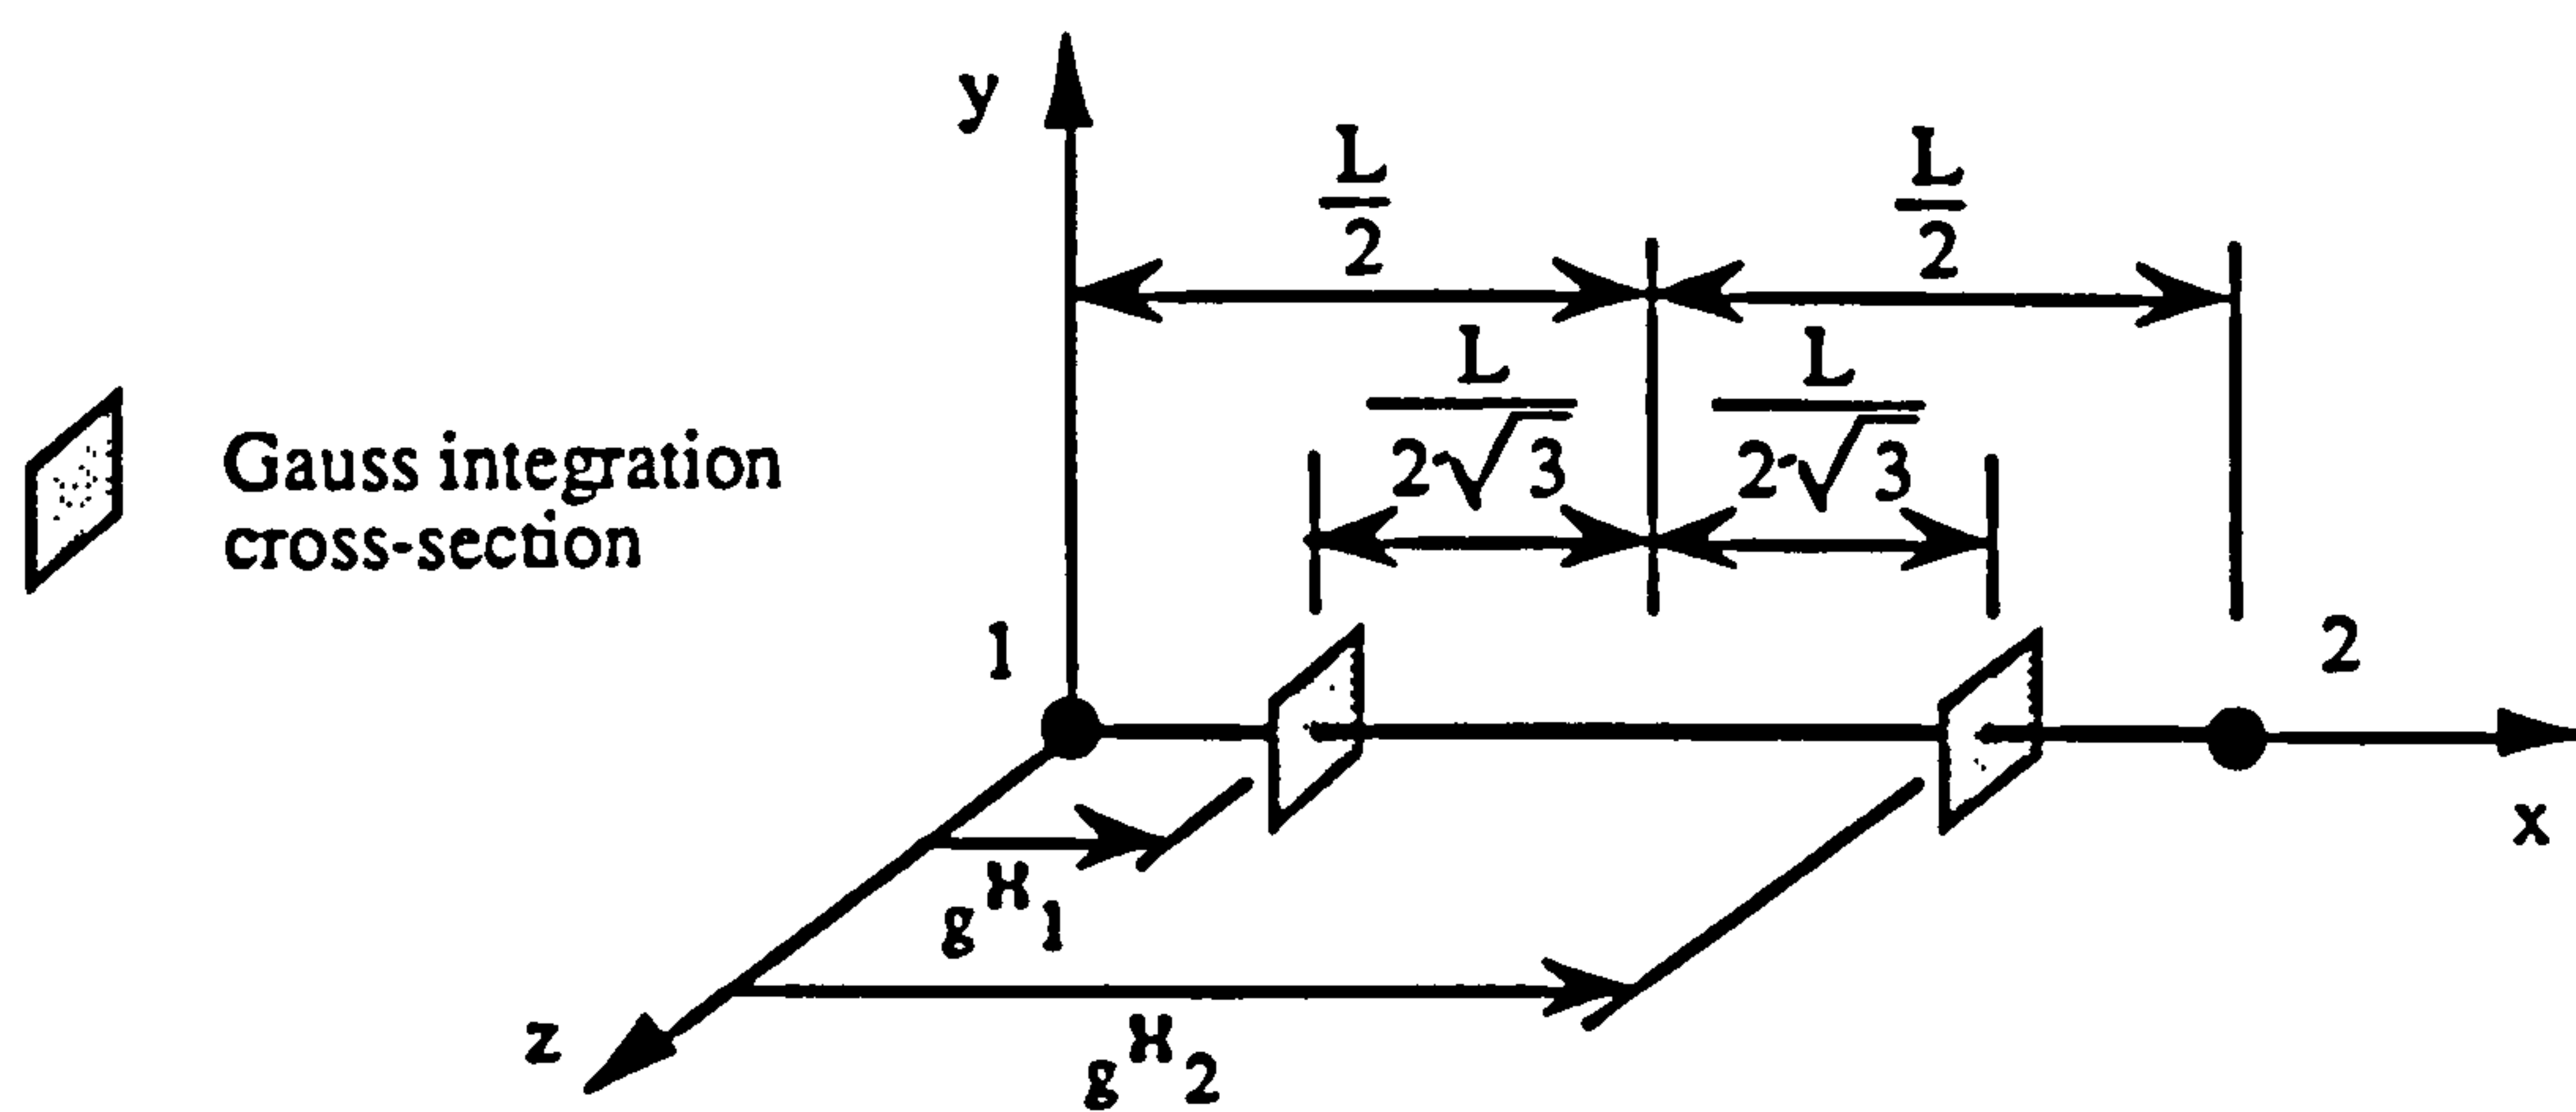 y
L/2 L/2
L/2√3 L/2√3
Gauss integration
cross-section
1 2
x
gX1
z
gX2